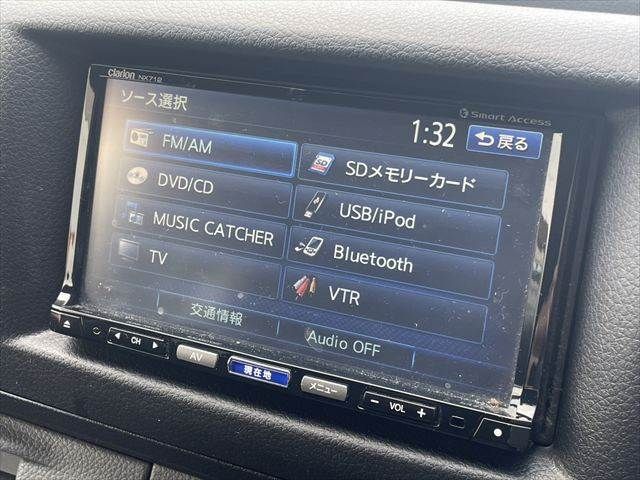 clarion NX712
Smart Access
ソース選択
1:32
戻る
FM/AM
SDメモリーカード
DVD/CD
USB/iPod
MUSIC CATCHER
Bluetooth
TV
VTR
交通情報
Audio OFF
CH
AV
現在地
メニュー
− VOL +